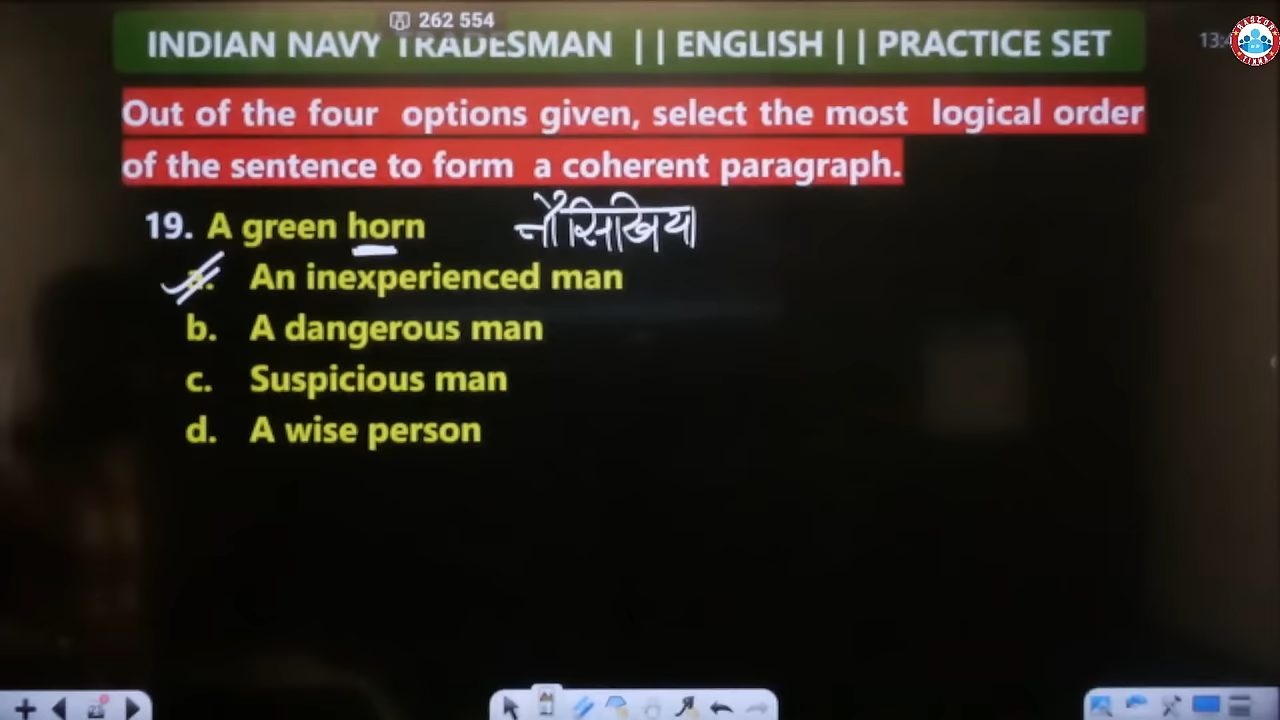 262 554
INDIAN NAVY TRADESMAN || ENGLISH || PRACTICE SET
Out of the four options given, select the most logical order
of the sentence to form a coherent paragraph.
19. A green horn नौसिखिया
a. An inexperienced man
b. A dangerous man
c. Suspicious man
d. A wise person